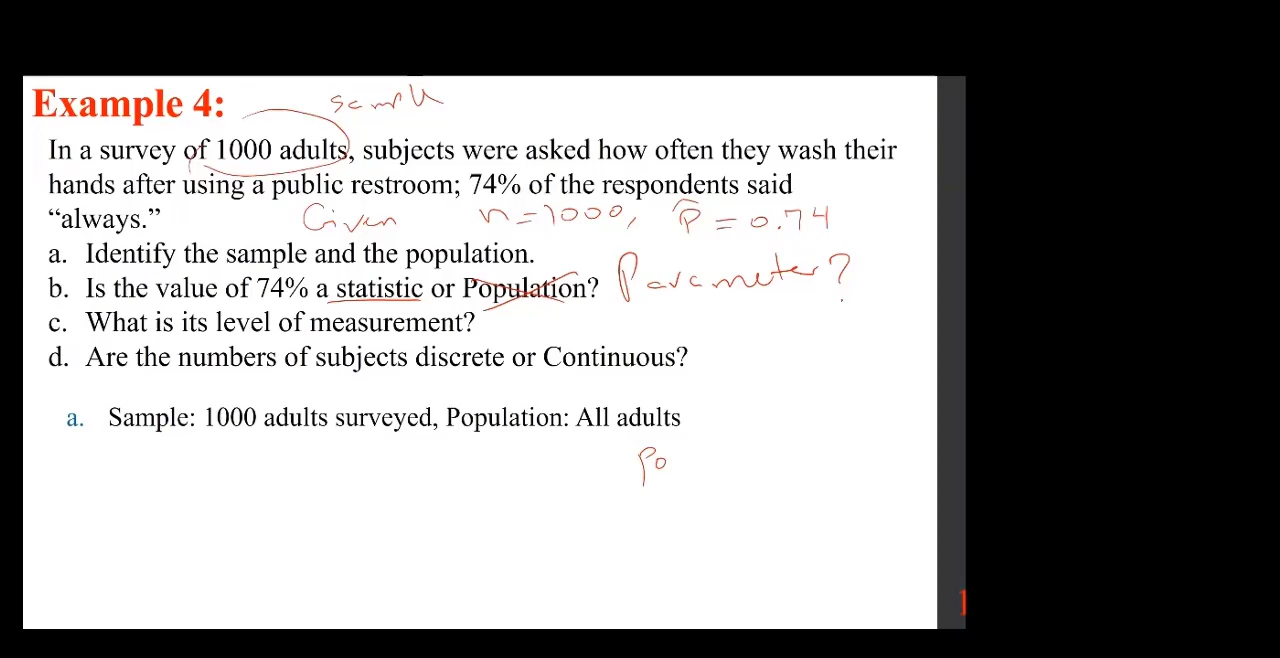 Example 4:
sample
In a survey of 1000 adults, subjects were asked how often they wash their
hands after using a public restroom; 74% of the respondents said
“always.”
Given n=1000, p̂ = 0.74
a. Identify the sample and the population.
b. Is the value of 74% a statistic or Population? Parameter?
c. What is its level of measurement?
d. Are the numbers of subjects discrete or Continuous?
a. Sample: 1000 adults surveyed, Population: All adults
Po
1